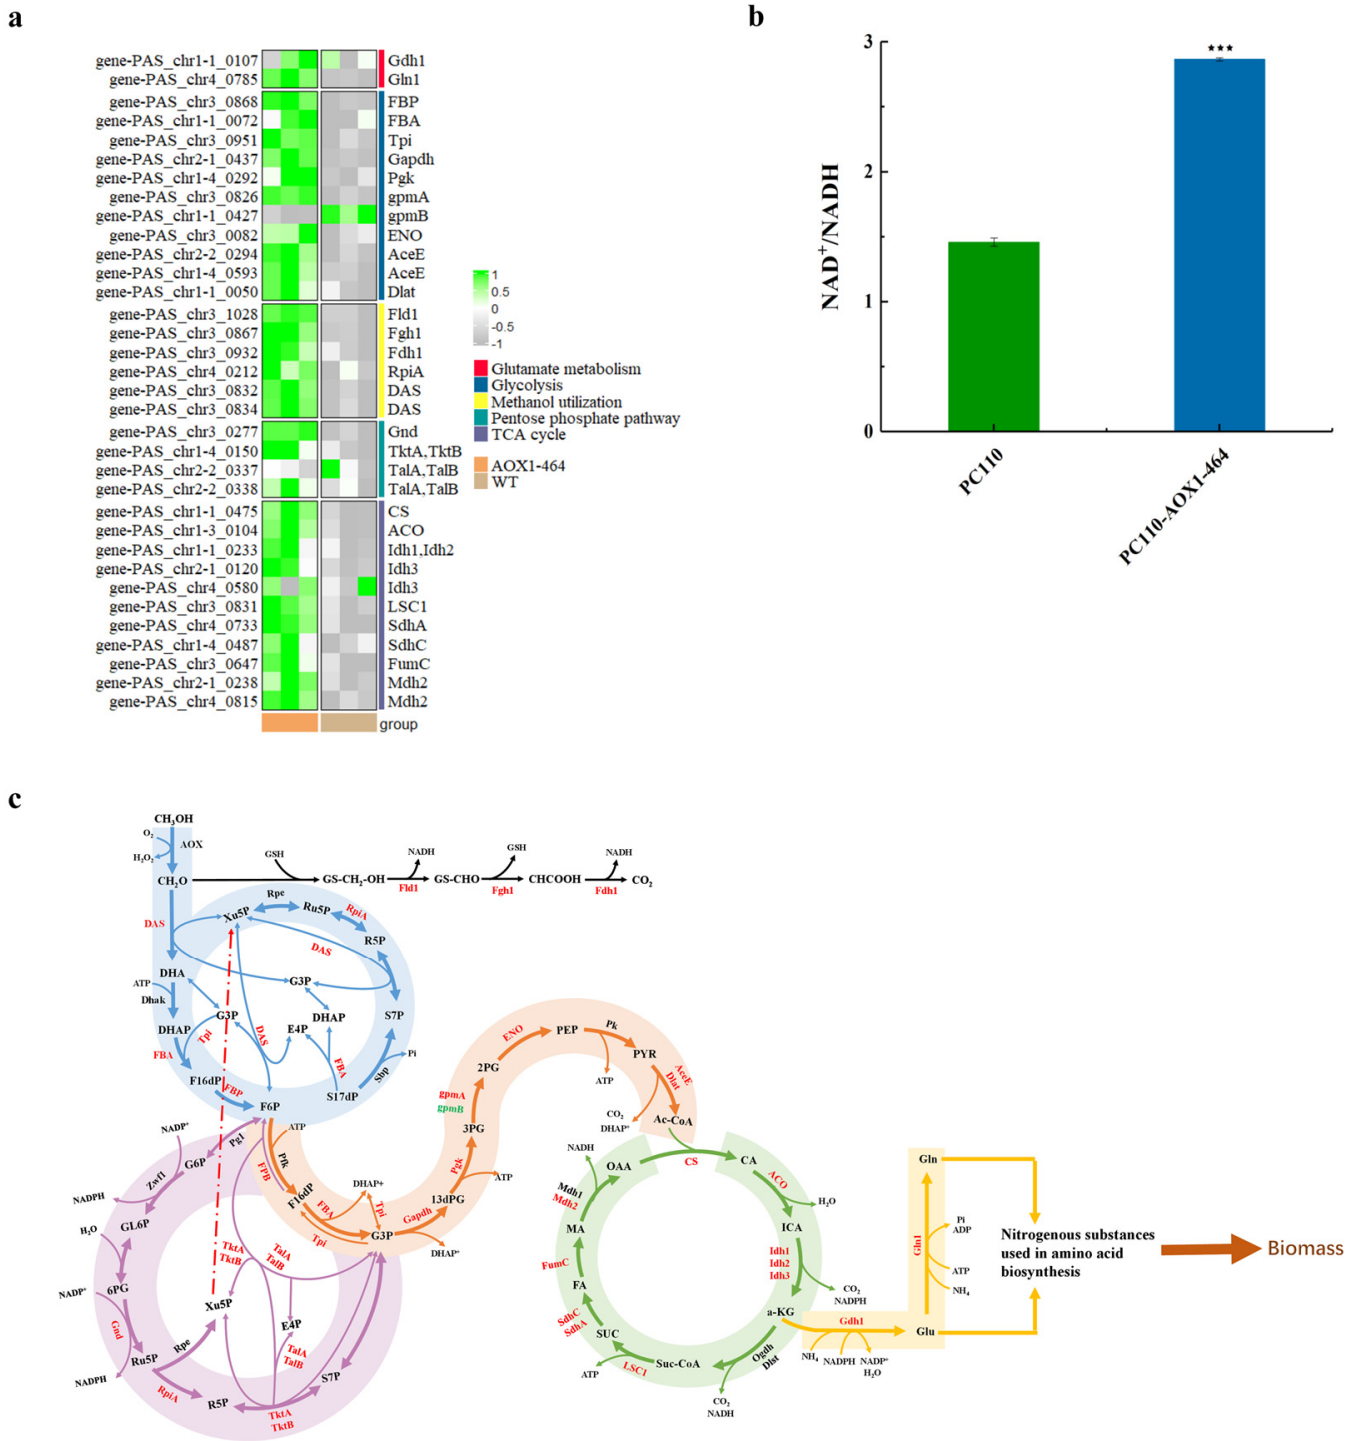 a
gene-PAS_chr1-1_0107 Gdh1
gene-PAS_chr4_0785 Gln1
gene-PAS_chr3_0868 FBP
gene-PAS_chr1-1_0072 FBA
gene-PAS_chr3_0951 Tpi
gene-PAS_chr2-1_0437 Gapdh
gene-PAS_chr1-4_0292 Pgk
gene-PAS_chr3_0826 gpmA
gene-PAS_chr1-1_0427 gpmB
gene-PAS_chr3_0082 ENO
gene-PAS_chr2-2_0294 AceE
gene-PAS_chr1-4_0593 AceE
gene-PAS_chr1-1_0050 Dlat
gene-PAS_chr3_1028 Fld1
gene-PAS_chr3_0867 Fgh1
gene-PAS_chr3_0932 Fdh1
gene-PAS_chr4_0212 RpiA
gene-PAS_chr3_0832 DAS
gene-PAS_chr3_0834 DAS
gene-PAS_chr3_0277 Gnd
gene-PAS_chr1-4_0150 TktA,TktB
gene-PAS_chr2-2_0337 TalA,TalB
gene-PAS_chr2-2_0338 TalA,TalB
gene-PAS_chr1-1_0475 CS
gene-PAS_chr1-3_0104 ACO
gene-PAS_chr1-1_0233 Idh1,Idh2
gene-PAS_chr2-1_0120 Idh3
gene-PAS_chr4_0580 Idh3
gene-PAS_chr3_0831 LSC1
gene-PAS_chr4_0733 SdhA
gene-PAS_chr1-4_0487 SdhC
gene-PAS_chr3_0647 FumC
gene-PAS_chr2-1_0238 Mdh2
gene-PAS_chr4_0815 Mdh2
group
1
0.5
0
-0.5
-1
Glutamate metabolism
Glycolysis
Methanol utilization
Pentose phosphate pathway
TCA cycle
AOX1-464
WT
b
NAD⁺/NADH
3
2
1
0
***
PC110
PC110-AOX1-464
c
CH₃OH
O₂
AOX
H₂O₂
CH₂O
GSH
GS-CH₂-OH
NADH
Fld1
GS-CHO
GSH
Fgh1
CHCOOH
NADH
Fdh1
CO₂
DAS
Xu5P
Rpe
Ru5P
RpiA
R5P
DAS
DHA
ATP
Dhak
G3P
DHAP
G3P
DHAP
Tpi
DAS
E4P
S7P
FBA
FBA
Pi
Sbp
F16dP
FBP
F6P
S17dP
NADP⁺
Pg1
ATP
Pfk
FPB
G6P
Zwf1
NADPH
GL6P
H₂O
6PG
NADP⁺
Gnd
NADPH
Ru5P
Rpe
Xu5P
RpiA
R5P
TktA
TktB
TalA
TalB
E4P
TalA
TalB
S7P
TktA
TktB
F16dP
FBA
DHAP+
Tpi
Tpi
G3P
Gapdh
DHAP⁺
13dPG
ATP
Pgk
3PG
gpmA
gpmB
2PG
ENO
PEP
Pk
ATP
PYR
AceE
Dlat
CO₂
DHAP⁺
Ac-CoA
NADH
OAA
CS
CA
ACO
H₂O
ICA
Idh1
Idh2
Idh3
CO₂
NADPH
a-KG
Ogdh
Dlst
CO₂
NADH
Suc-CoA
LSC1
ATP
SUC
SdhC
SdhA
FA
FumC
MA
Mdh1
Mdh2
Gdh1
NH₄
NADPH
NADP⁺
H₂O
Glu
Gln1
Pi
ADP
ATP
NH₄
Gln
Nitrogenous substances
used in amino acid
biosynthesis
Biomass